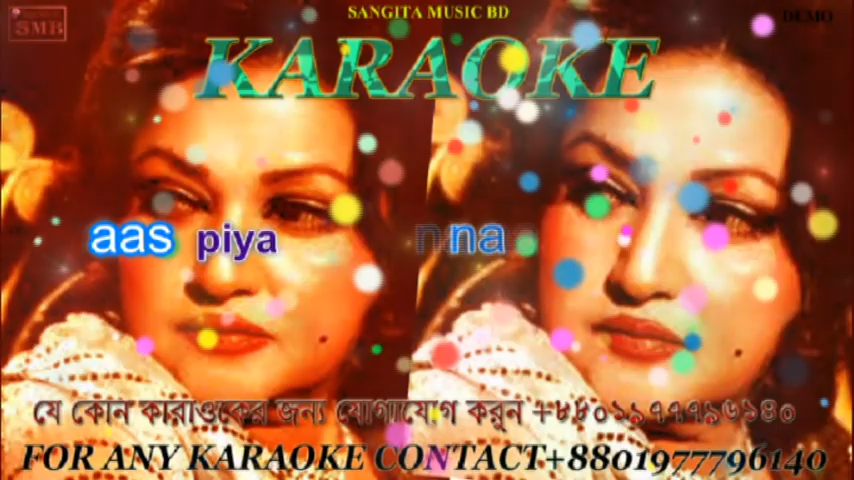 SANGITA MUSIC BD
SMB
DEMO
KARAOKE
aas piya na
যে কোন কারাওকের জন্য যোগাযোগ করুন +৮৮০১৯৭৭৭৯৬১৪০
FOR ANY KARAOKE CONTACT+8801977796140